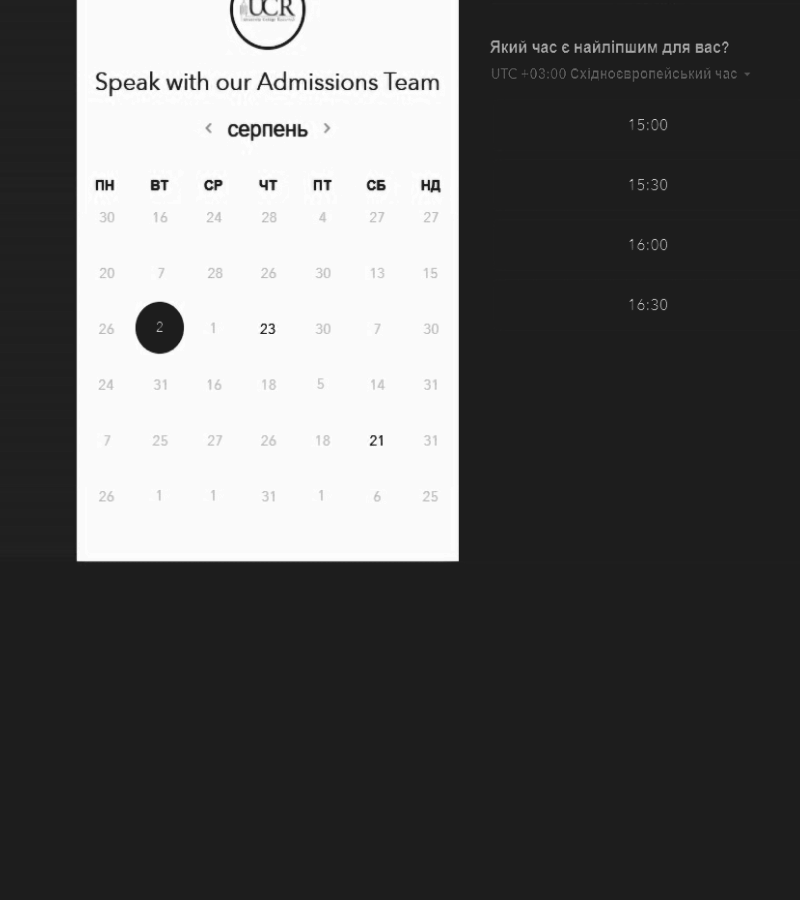 UCR
Speak with our Admissions Team
< серпень >
ПН ВТ СР ЧТ ПТ СБ НД
30 16 24 28 4 27 27
20 7 28 26 30 13 15
26 2 1 23 30 7 30
24 31 16 18 5 14 31
7 25 27 26 18 21 31
26 1 1 31 1 6 25
Який час є найліпшим для вас?
UTC +03:00 Східноєвропейський час
15:00
15:30
16:00
16:30